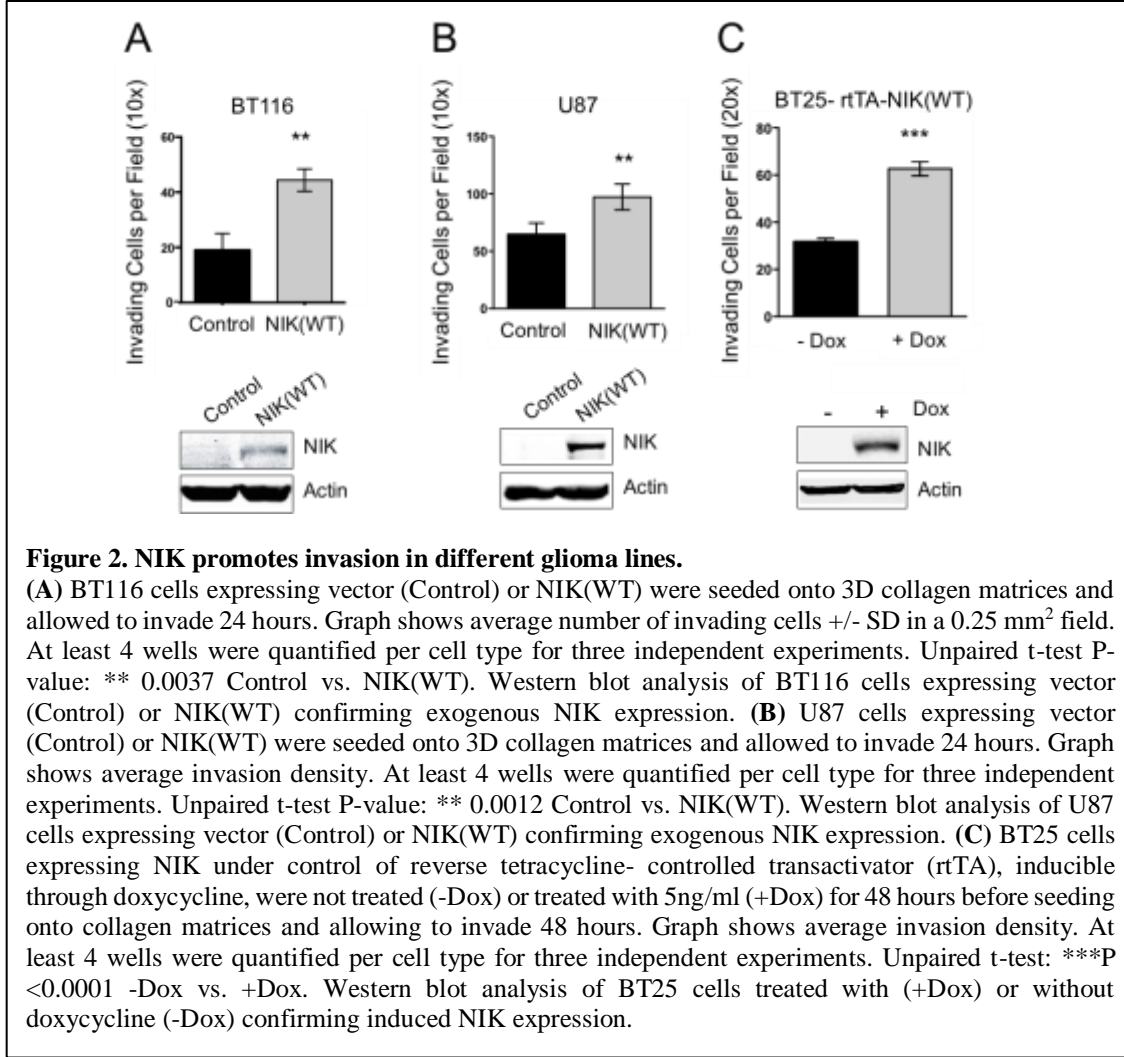 A
B
C
BT116
U87
BT25- rtTA-NIK(WT)
Invading Cells per Field (10x)
60
40
20
0
**
Control NIK(WT)
Invading Cells per Field (10x)
150
100
50
0
**
Control NIK(WT)
Invading Cells per Field (20x)
80
60
40
20
0
***
- Dox + Dox
Control
NIK(WT)
NIK
Actin
Control
NIK(WT)
NIK
Actin
- + Dox
NIK
Actin
Figure 2. NIK promotes invasion in different glioma lines.
(A) BT116 cells expressing vector (Control) or NIK(WT) were seeded onto 3D collagen matrices and
allowed to invade 24 hours. Graph shows average number of invading cells +/- SD in a 0.25 mm² field.
At least 4 wells were quantified per cell type for three independent experiments. Unpaired t-test P-
value: ** 0.0037 Control vs. NIK(WT). Western blot analysis of BT116 cells expressing vector
(Control) or NIK(WT) confirming exogenous NIK expression. (B) U87 cells expressing vector
(Control) or NIK(WT) were seeded onto 3D collagen matrices and allowed to invade 24 hours. Graph
shows average invasion density. At least 4 wells were quantified per cell type for three independent
experiments. Unpaired t-test P-value: ** 0.0012 Control vs. NIK(WT). Western blot analysis of U87
cells expressing vector (Control) or NIK(WT) confirming exogenous NIK expression. (C) BT25 cells
expressing NIK under control of reverse tetracycline- controlled transactivator (rtTA), inducible
through doxycycline, were not treated (-Dox) or treated with 5ng/ml (+Dox) for 48 hours before seeding
onto collagen matrices and allowing to invade 48 hours. Graph shows average invasion density. At
least 4 wells were quantified per cell type for three independent experiments. Unpaired t-test: ***P
<0.0001 -Dox vs. +Dox. Western blot analysis of BT25 cells treated with (+Dox) or without
doxycycline (-Dox) confirming induced NIK expression.